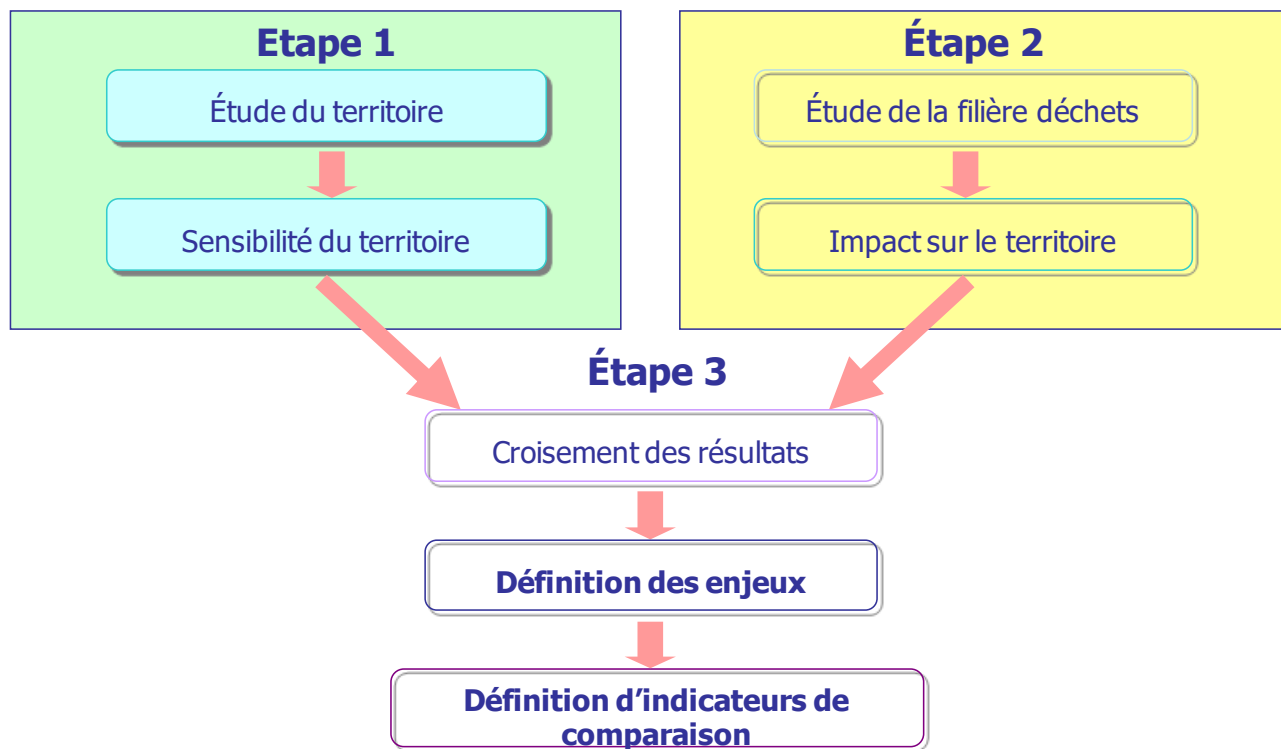 Etape 1
Étude du territoire
Sensibilité du territoire
Étape 2
Étude de la filière déchets
Impact sur le territoire
Étape 3
Croisement des résultats
Définition des enjeux
Définition d’indicateurs de
comparaison